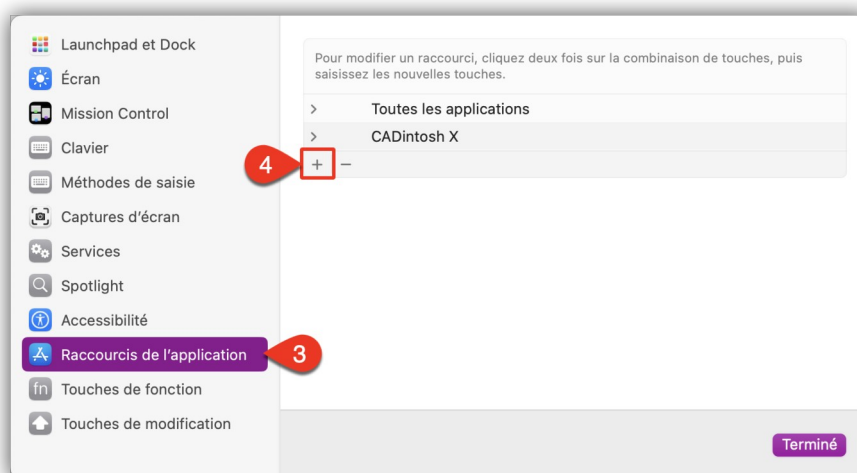 Launchpad et Dock
Écran
Mission Control
Clavier
Méthodes de saisie
Captures d'écran
Services
Spotlight
Accessibilité
Raccourcis de l'application
fn Touches de fonction
Touches de modification
Pour modifier un raccourci, cliquez deux fois sur la combinaison de touches, puis
saisissez les nouvelles touches.
Toutes les applications
CADintosh X
4
+ −
3
Terminé